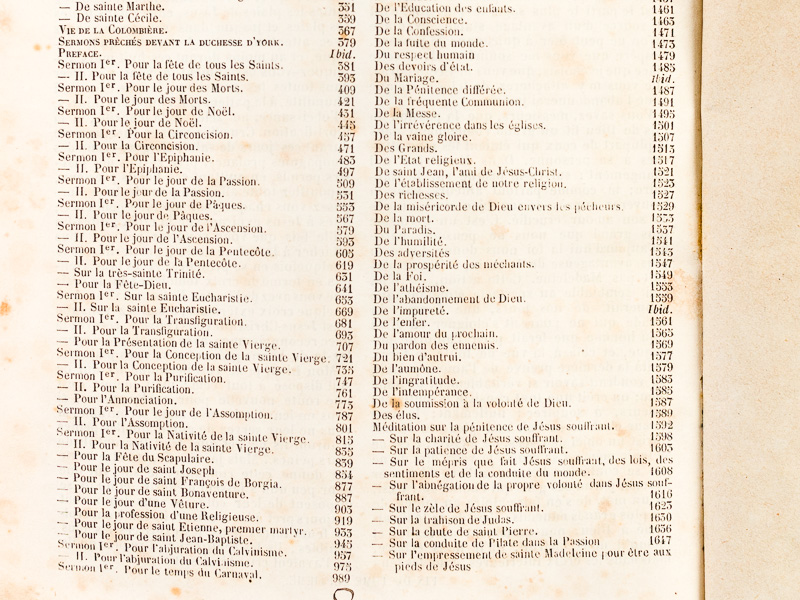 — De sainte Marthe. 351
— De sainte Cécile. 359
VIE DE LA COLOMBIÈRE. 367
SERMONS PRÊCHÉS DEVANT LA DUCHESSE D'YORK. 379
PREFACE. Ibid.
Sermon Ier. Pour la fête de tous les Saints. 381
— II. Pour la fête de tous les Saints. 393
Sermon Ier. Pour le jour des Morts. 409
— II. Pour le jour des Morts. 421
Sermon Ier. Pour le jour de Noël. 431
— II. Pour le jour de Noël. 443
Sermon Ier. Pour la Circoncision. 457
— II. Pour la Circoncision. 471
Sermon Ier. Pour l'Epiphanie. 483
— II. Pour l'Epiphanie. 497
Sermon Ier. Pour le jour de la Passion. 509
— II. Pour le jour de la Passion. 531
Sermon Ier. Pour le jour de Pâques. 553
— II. Pour le jour de Pâques. 567
Sermon Ier. Pour le jour de l'Ascension. 579
— II. Pour le jour de l'Ascension. 593
Sermon Ier. Pour le jour de la Pentecôte. 605
— II. Pour le jour de la Pentecôte. 619
— Sur la très-sainte Trinité. 631
— Pour la Fête-Dieu. 641
Sermon Ier. Sur la sainte Eucharistie. 653
— II. Sur la sainte Eucharistie. 669
Sermon Ier. Pour la Transfiguration. 681
— II. Pour la Transfiguration. 695
— Pour la Présentation de la sainte Vierge. 707
Sermon Ier. Pour la Conception de la sainte Vierge. 721
— II. Pour la Conception de la sainte Vierge. 735
Sermon Ier. Pour la Purification. 747
— II. Pour la Purification. 761
— Pour l'Annonciation. 775
Sermon Ier. Pour le jour de l'Assomption. 787
— II. Pour l'Assomption. 801
Sermon Ier. Pour la Nativité de la sainte Vierge. 815
— II. Pour la Nativité de la sainte Vierge. 835
— Pour la Fête du Scapulaire. 839
— Pour le jour de saint Joseph 854
— Pour le jour de saint François de Borgia. 877
— Pour le jour de saint Bonaventure. 887
— Pour le jour d'une Vêture. 903
— Pour la profession d'une Religieuse. 919
— Pour le jour de saint Etienne, premier martyr. 933
— Pour le jour de saint Jean-Baptiste. 945
Sermon Ier. Pour l'abjuration du Calvinisme. 957
— II. Pour l'abjuration du Calvinisme. 975
Sermon Ier. Pour le temps du Carnaval. 989
De l'Education des enfants. 1461
De la Conscience. 1463
De la Confession. 1471
De la fuite du monde. 1473
Du respect humain 1479
Des devoirs d'état. 1485
Du Mariage. Ibid.
De la Pénitence différée. 1487
De la fréquente Communion. 1491
De la Messe. 1495
De l'irrévérence dans les églises. 1501
De la vaine gloire. 1507
Des Grands. 1513
De l'Etat religieux. 1517
De saint Jean, l'ami de Jésus-Christ. 1521
De l'établissement de notre religion. 1523
Des richesses. 1527
De la miséricorde de Dieu envers les pécheurs. 1529
De la mort. 1533
Du Paradis. 1537
De l'humilité. 1541
Des adversités 1543
De la prospérité des méchants. 1547
De la Foi. 1549
De l'athéisme. 1553
De l'abandonnement de Dieu. 1559
De l'impureté. Ibid.
De l'enfer. 1561
De l'amour du prochain. 1565
Du pardon des ennemis. 1569
Du bien d'autrui. 1577
De l'aumône. 1579
De l'ingratitude. 1583
De l'intempérance. 1585
De la soumission à la volonté de Dieu. 1587
Des élus. 1589
Méditation sur la pénitence de Jésus souffrant. 1592
— Sur la charité de Jésus souffrant. 1598
— Sur la patience de Jésus souffrant. 1603
— Sur le mépris que fait Jésus souffrant, des lois, des
sentiments et de la conduite du monde. 1608
— Sur l'abnégation de la propre volonté dans Jésus souf-
frant. 1616
— Sur le zèle de Jésus souffrant. 1623
— Sur la trahison de Judas. 1630
— Sur la chute de saint Pierre. 1636
— Sur la conduite de Pilate dans la Passion 1647
— Sur l'empressement de sainte Madeleine pour être aux
pieds de Jésus